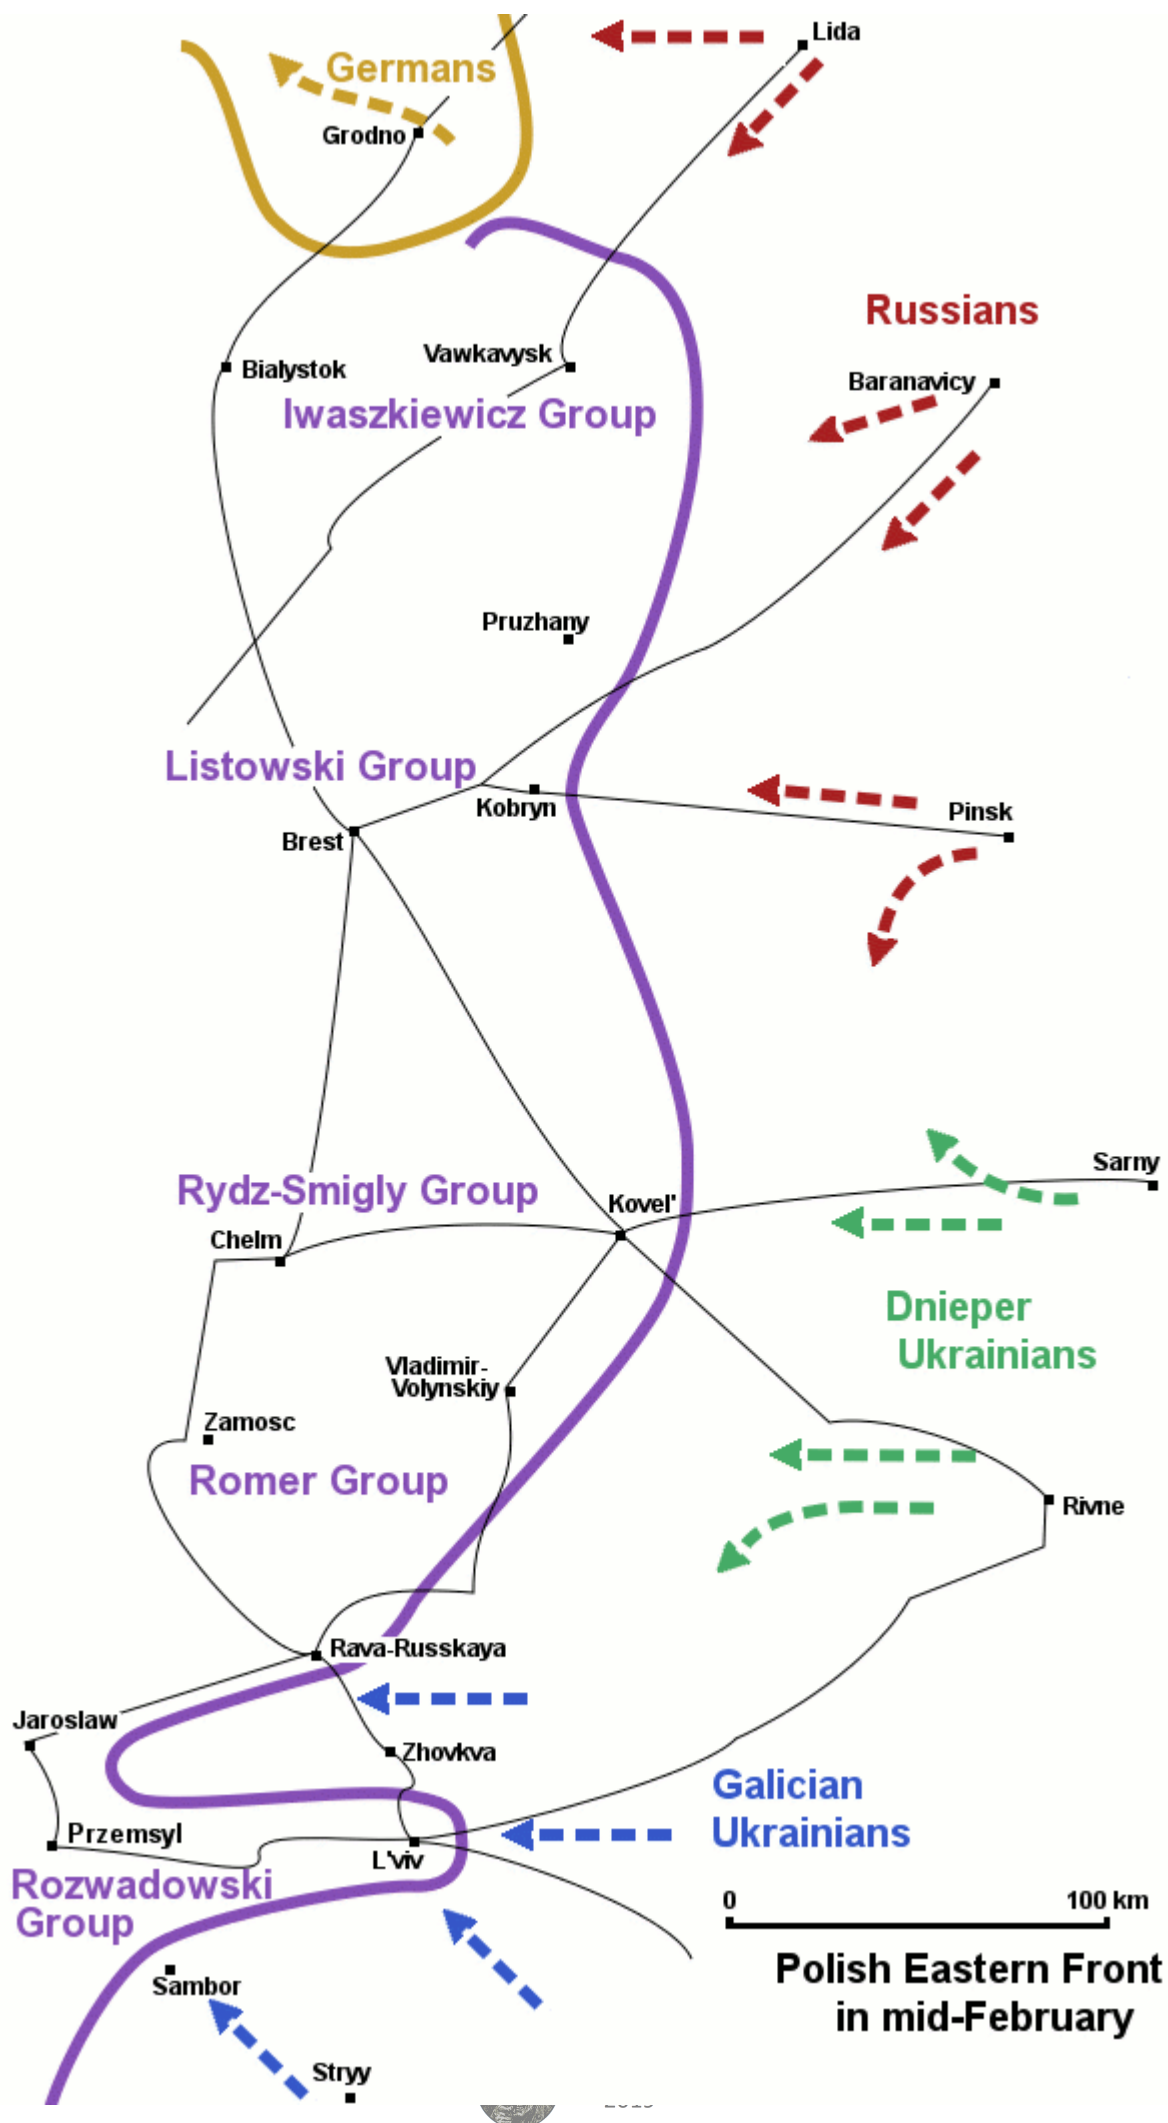 Lida
Germans
Grodno
Russians
Vawkavysk
Bialystok
Baranavicy
Iwaszkiewicz Group
Pruzhany
Listowski Group
Kobryn
Pinsk
Brest
Sarny
Rydz-Smigly Group
Kovel'
Chelm
Dnieper
Ukrainians
Vladimir-
Volynskiy
Zamosc
Romer Group
Rivne
Rava-Russkaya
Jaroslaw
Zhovkva
Galician
Ukrainians
Przemsyl
L'viv
Rozwadowski
Group
0 100 km
Polish Eastern Front
in mid-February
Sambor
Stryy